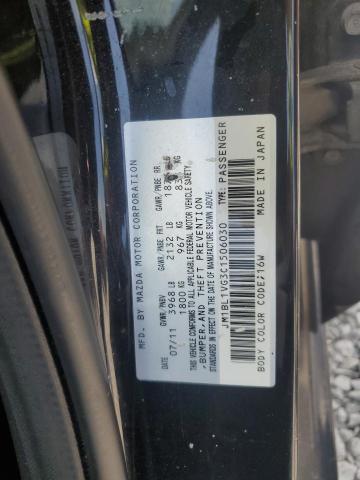 MFD. BY MAZDA MOTOR CORPORATION
DATE GVWR/PNBV GAWR/PNBE FRT GAWR/PNBE RR
07/11 3968 LB 2132 LB
1800 KG 967 KG KG
THIS VEHICLE CONFORMS TO ALL APPLICABLE FEDERAL MOTOR VEHICLE SAFETY,
BUMPER, AND THEFT PREVENTION
STANDARDS IN EFFECT ON THE DATE OF MANUFACTURE SHOWN ABOVE.
JM1BL1VG3C1506030 TYPE: PASSENGER
BODY COLOR CODE/16W MADE IN JAPAN